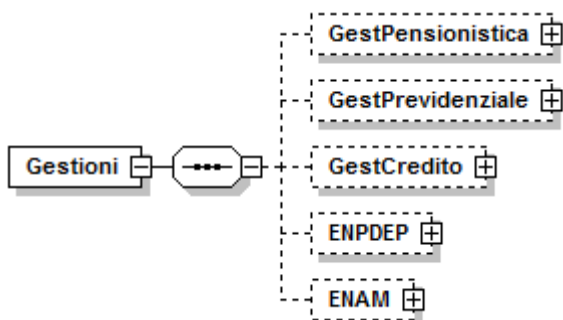 GestPensionistica
GestPrevidenziale
Gestioni
GestCredito
ENPDEP
ENAM